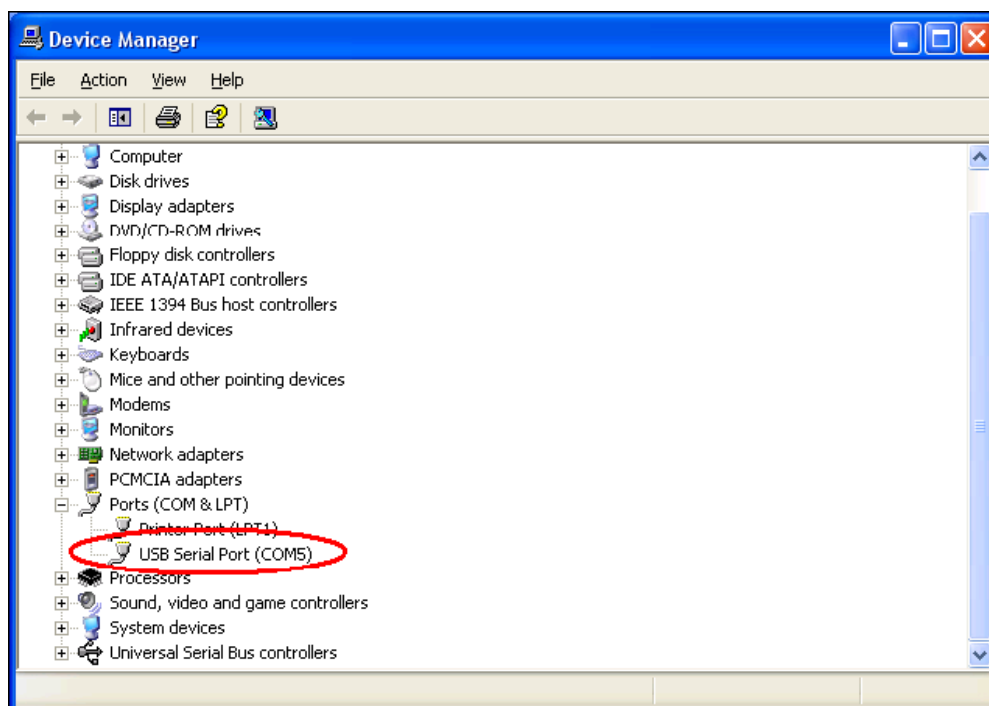 Device Manager
File Action View Help
Computer
Disk drives
Display adapters
DVD/CD-ROM drives
Floppy disk controllers
IDE ATA/ATAPI controllers
IEEE 1394 Bus host controllers
Infrared devices
Keyboards
Mice and other pointing devices
Modems
Monitors
Network adapters
PCMCIA adapters
Ports (COM & LPT)
Printer Port (LPT1)
USB Serial Port (COM5)
Processors
Sound, video and game controllers
System devices
Universal Serial Bus controllers